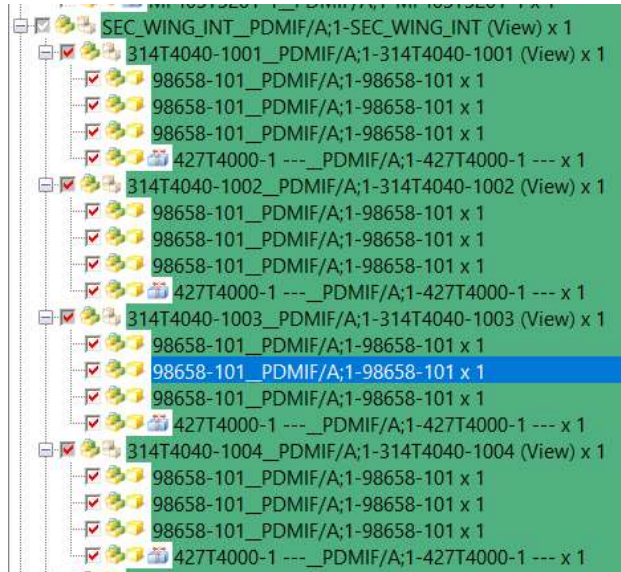 SEC_WING_INT__PDMIF/A;1-SEC_WING_INT (View) x 1
314T4040-1001__PDMIF/A;1-314T4040-1001 (View) x 1
98658-101__PDMIF/A;1-98658-101 x 1
98658-101__PDMIF/A;1-98658-101 x 1
98658-101__PDMIF/A;1-98658-101 x 1
427T4000-1 ---__PDMIF/A;1-427T4000-1 --- x 1
314T4040-1002__PDMIF/A;1-314T4040-1002 (View) x 1
98658-101__PDMIF/A;1-98658-101 x 1
98658-101__PDMIF/A;1-98658-101 x 1
98658-101__PDMIF/A;1-98658-101 x 1
427T4000-1 ---__PDMIF/A;1-427T4000-1 --- x 1
314T4040-1003__PDMIF/A;1-314T4040-1003 (View) x 1
98658-101__PDMIF/A;1-98658-101 x 1
98658-101__PDMIF/A;1-98658-101 x 1
98658-101__PDMIF/A;1-98658-101 x 1
427T4000-1 ---__PDMIF/A;1-427T4000-1 --- x 1
314T4040-1004__PDMIF/A;1-314T4040-1004 (View) x 1
98658-101__PDMIF/A;1-98658-101 x 1
98658-101__PDMIF/A;1-98658-101 x 1
98658-101__PDMIF/A;1-98658-101 x 1
427T4000-1 ---__PDMIF/A;1-427T4000-1 --- x 1